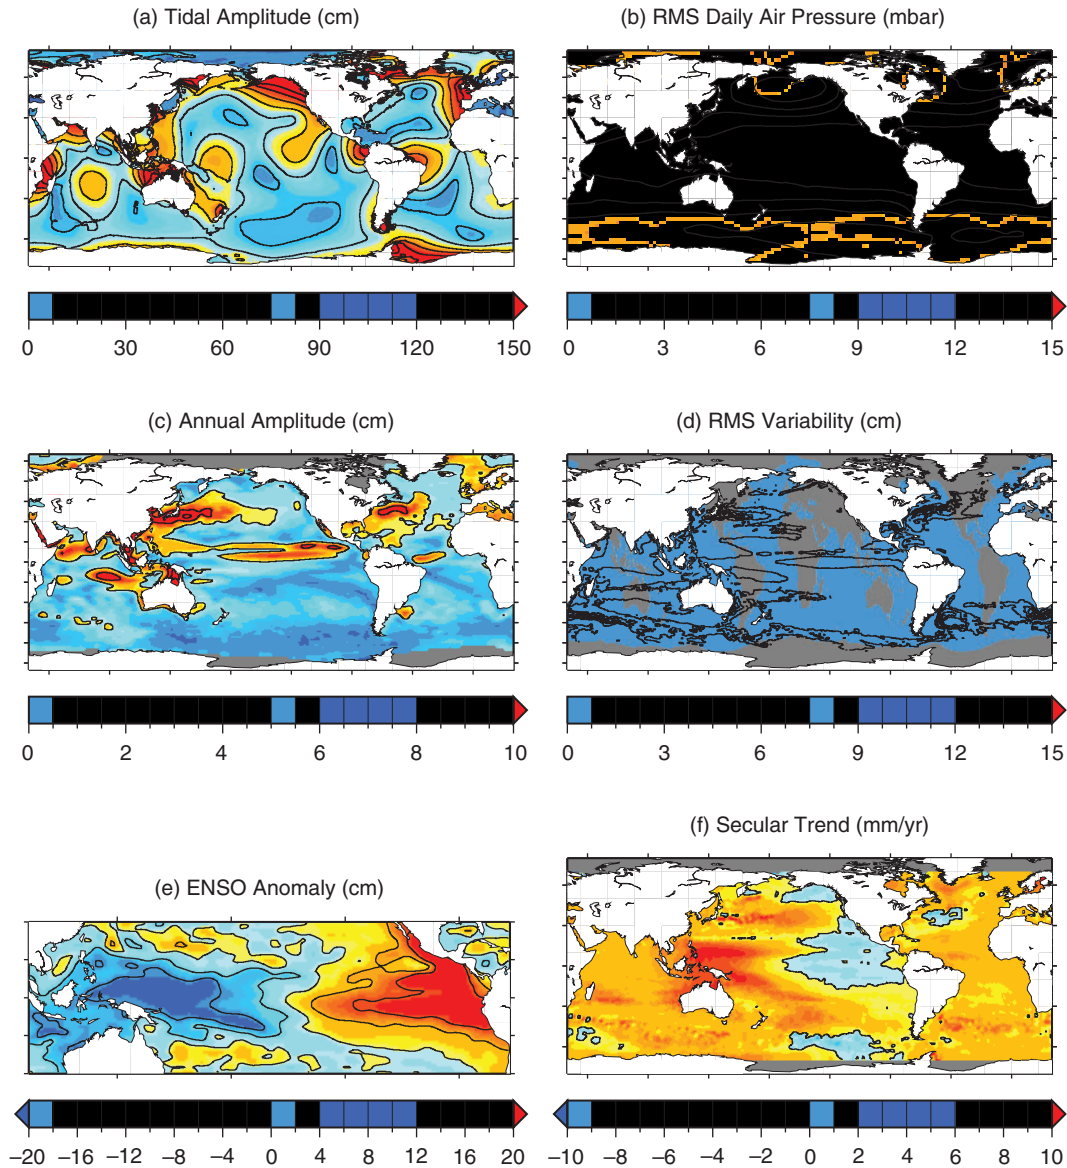 (a) Tidal Amplitude (cm)
(b) RMS Daily Air Pressure (mbar)
0 30 60 90 120 150
0 3 6 9 12 15
(c) Annual Amplitude (cm)
(d) RMS Variability (cm)
0 2 4 6 8 10
0 3 6 9 12 15
(e) ENSO Anomaly (cm)
(f) Secular Trend (mm/yr)
–20 –16 –12 –8 –4 0 4 8 12 16 20
–10 –8 –6 –4 –2 0 2 4 6 8 10